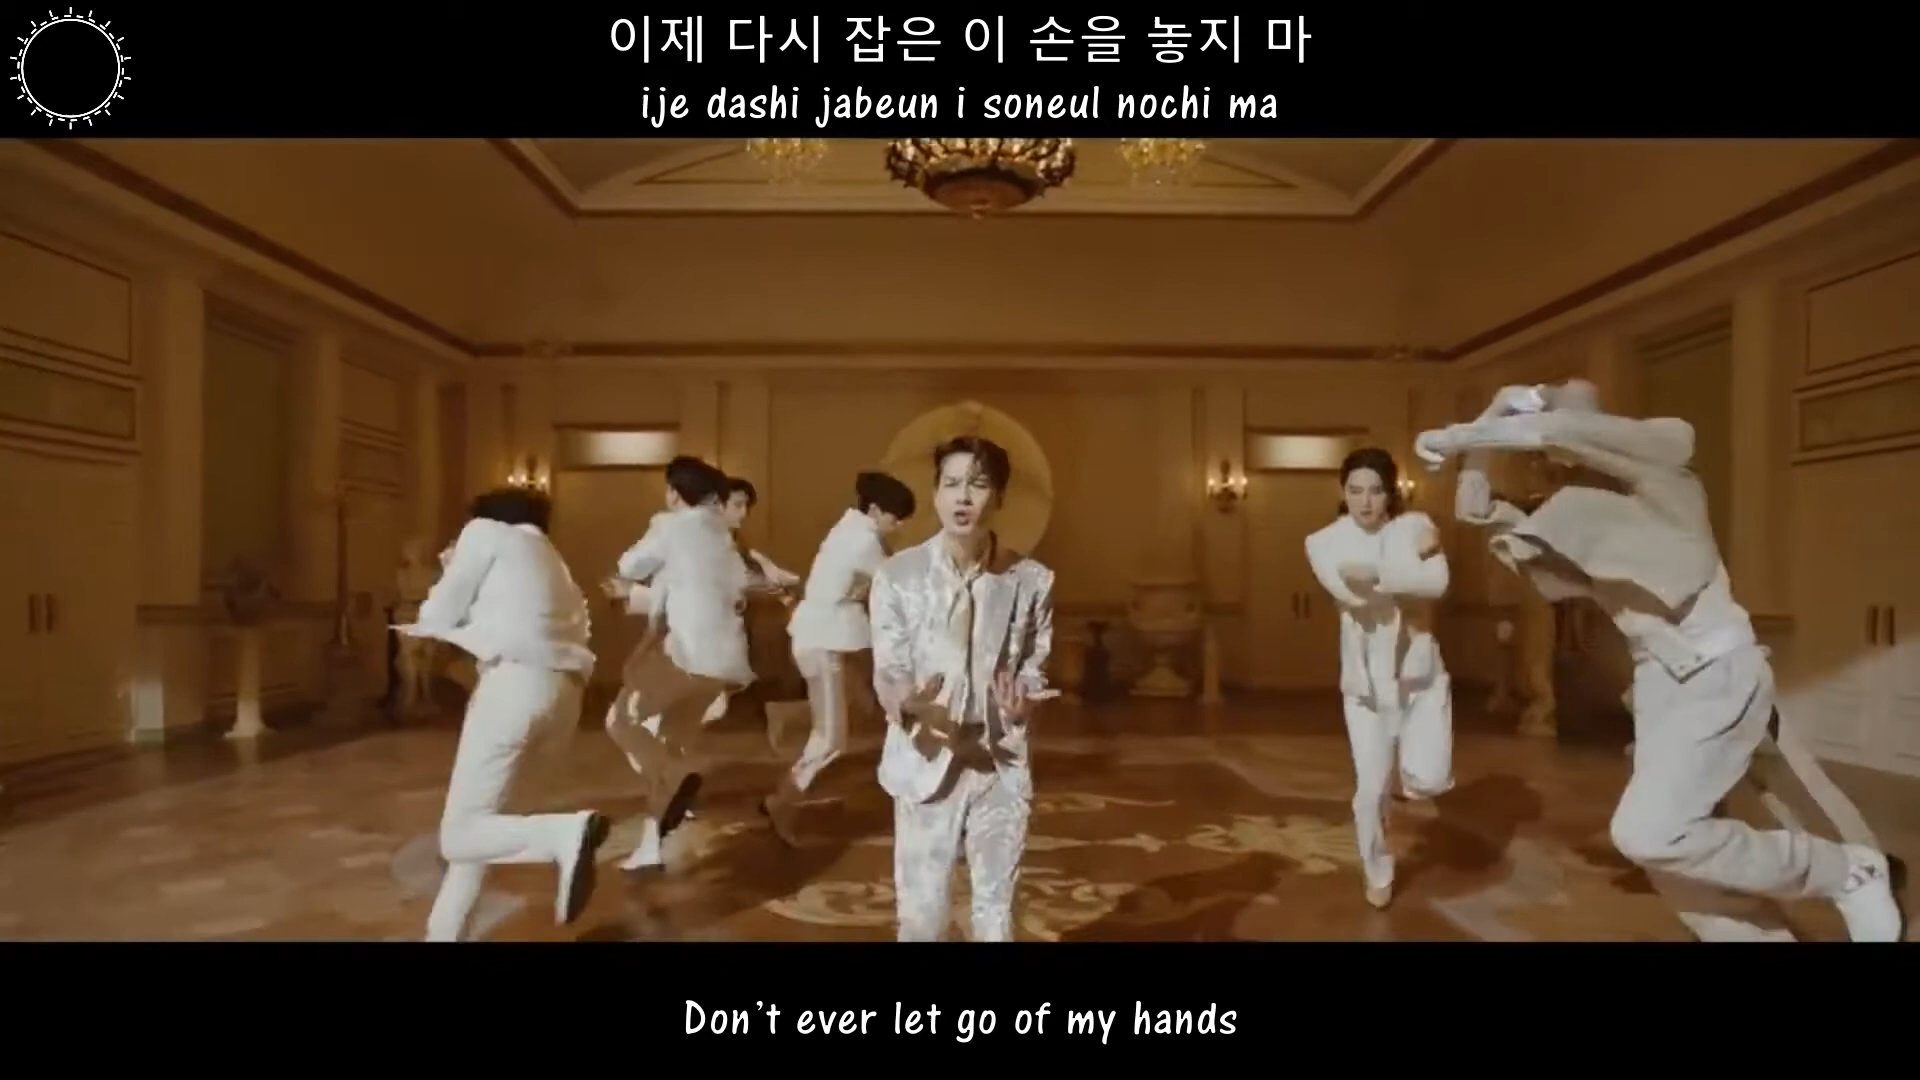 이제 다시 잡은 이 손을 놓지 마
ije dashi jabeun i soneul nochi ma
Don't ever let go of my hands